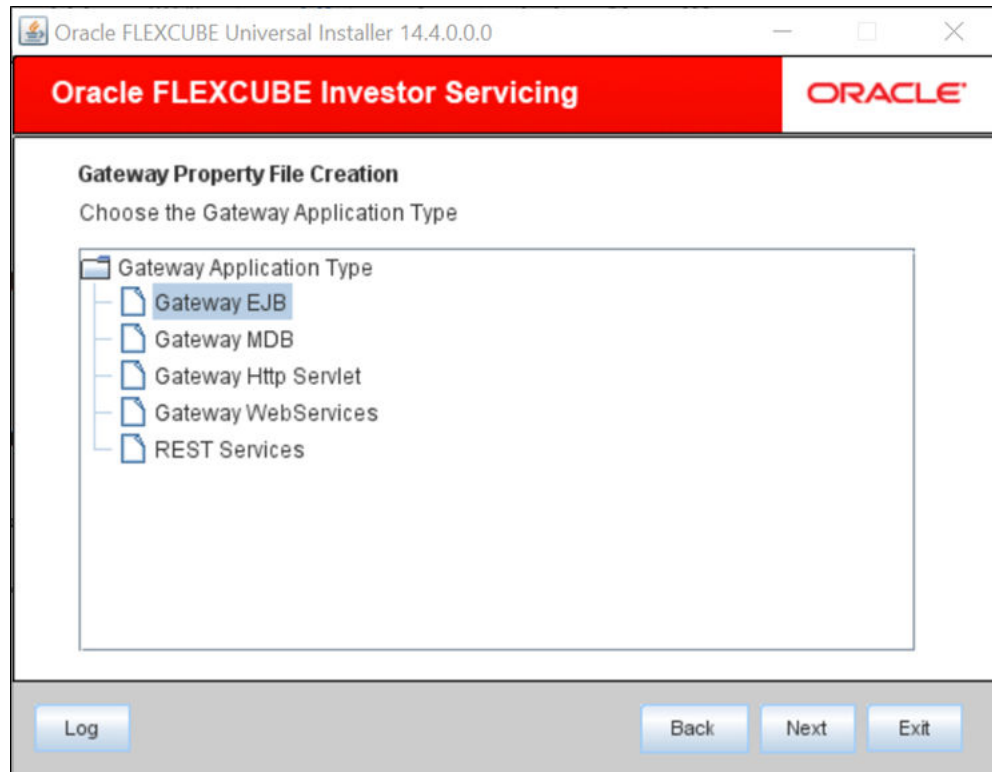 Oracle FLEXCUBE Universal Installer 14.4.0.0.0
Oracle FLEXCUBE Investor Servicing
ORACLE
Gateway Property File Creation
Choose the Gateway Application Type
Gateway Application Type
Gateway EJB
Gateway MDB
Gateway Http Servlet
Gateway WebServices
REST Services
Log
Back
Next
Exit